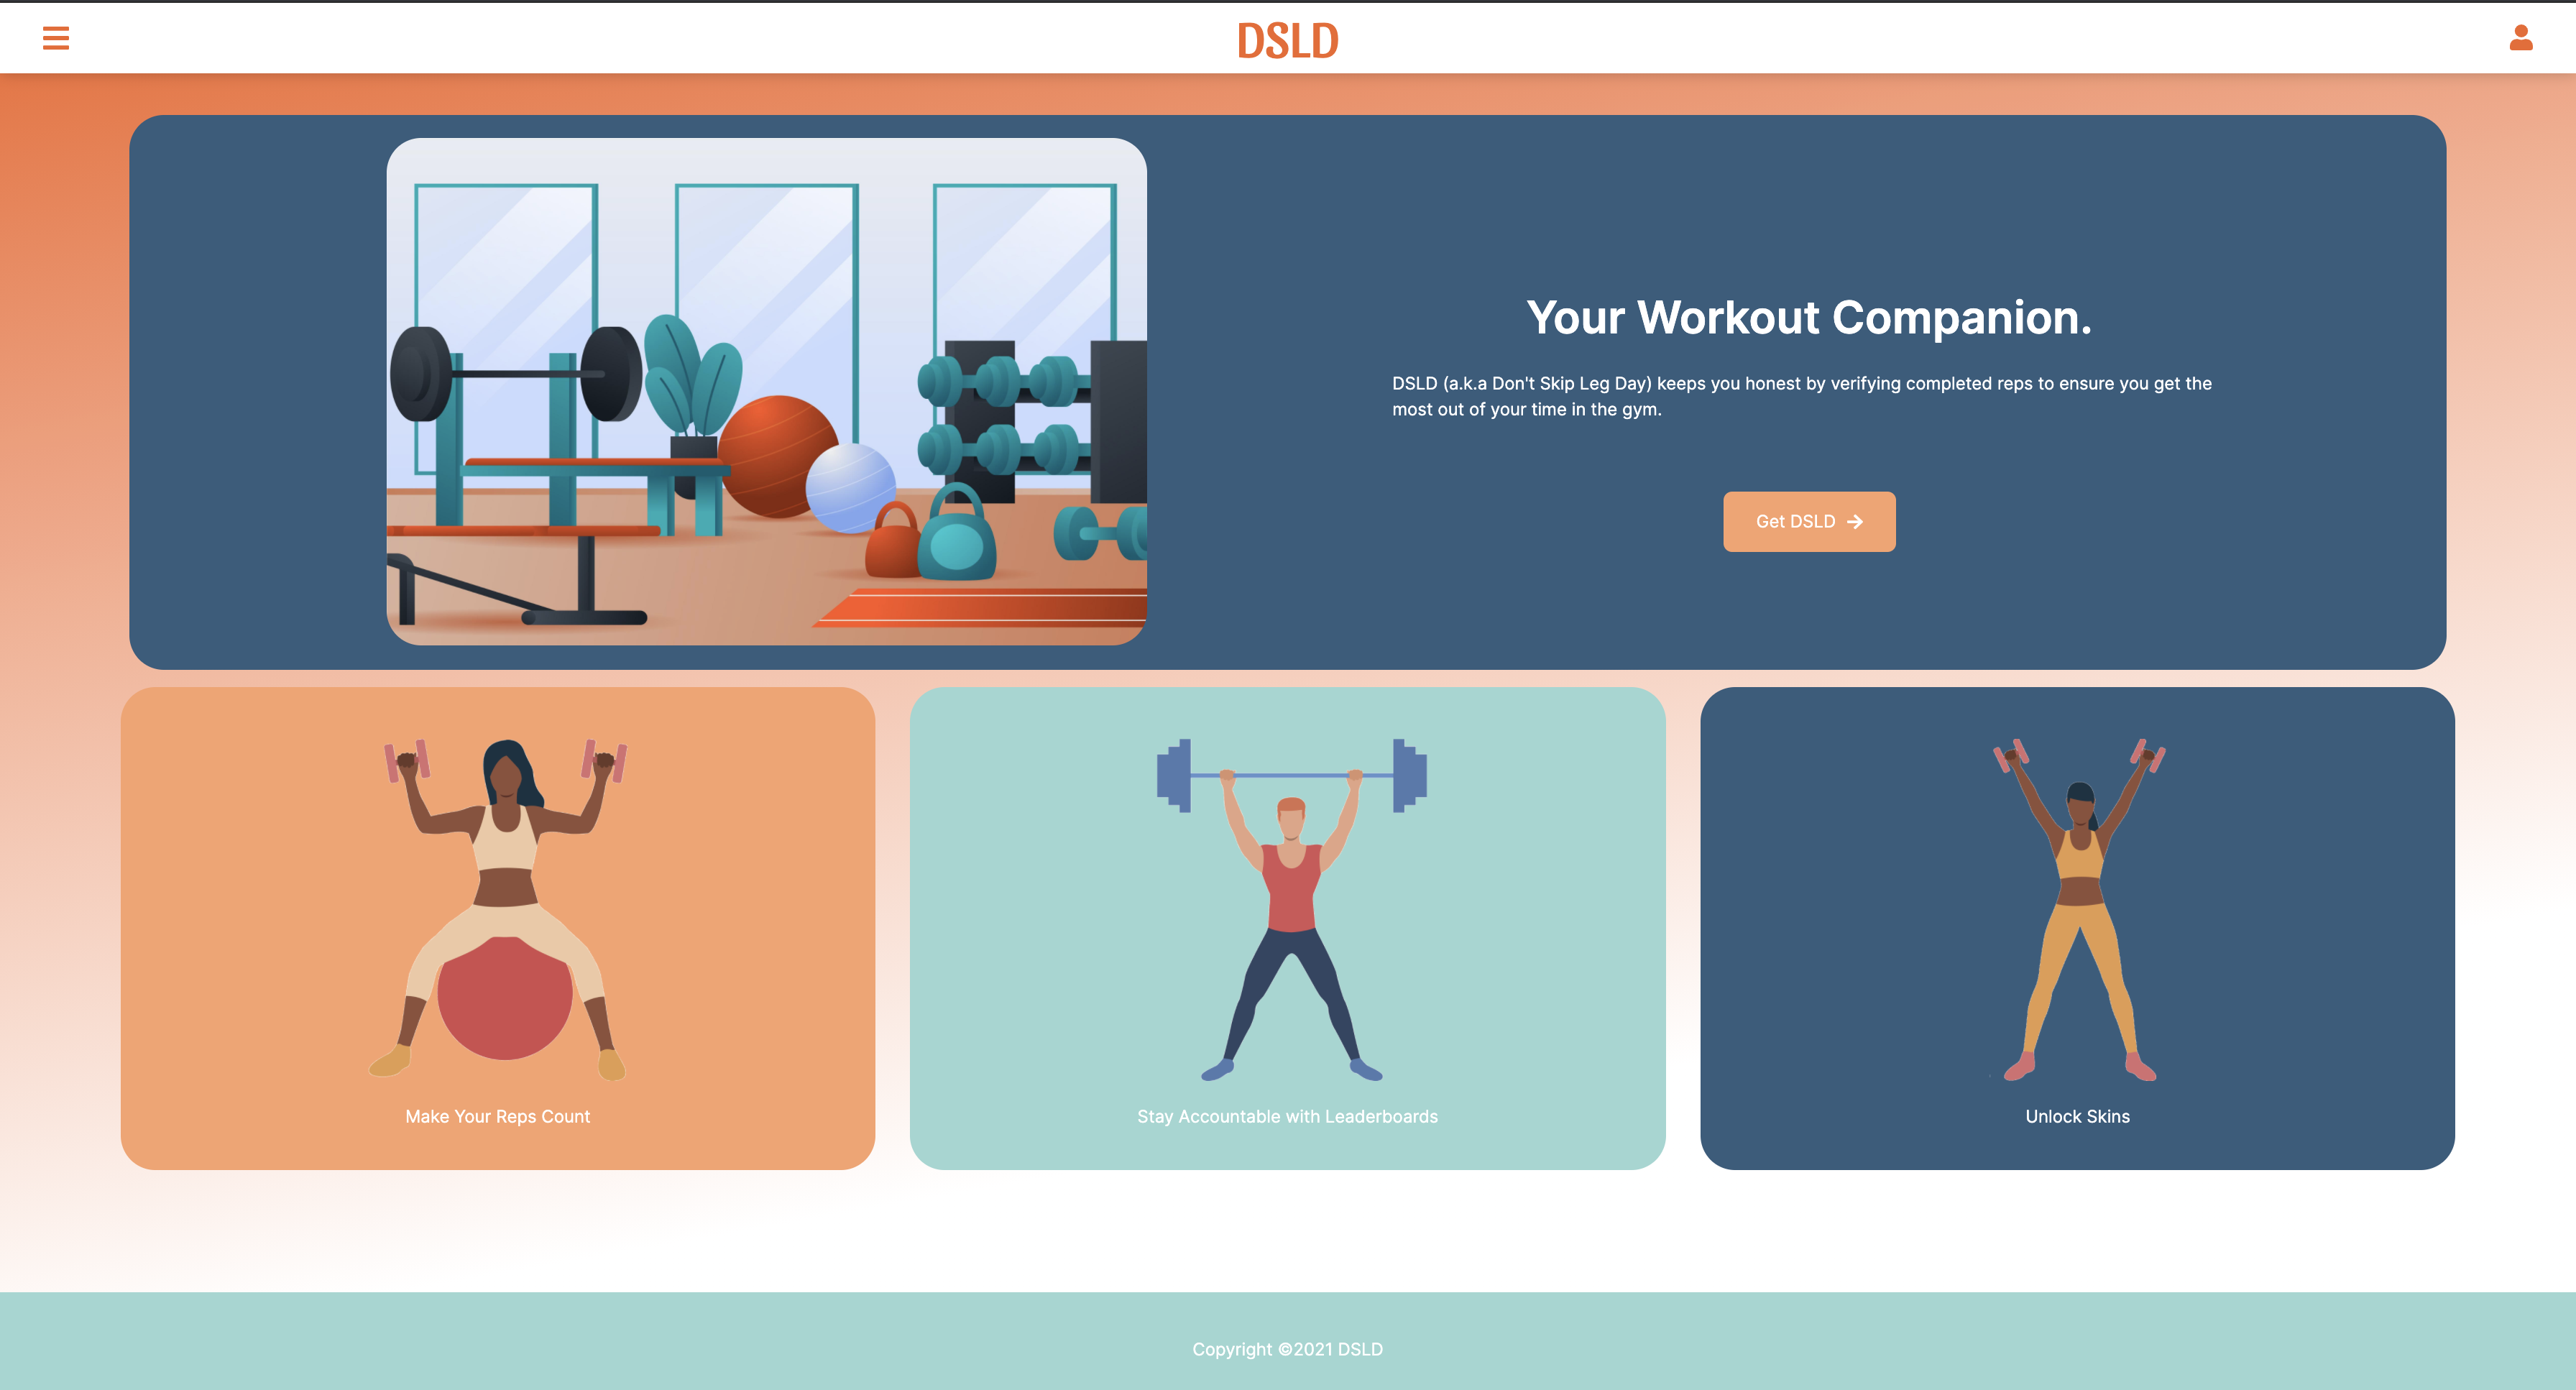 DSLD
Your Workout Companion.
DSLD (a.k.a Don't Skip Leg Day) keeps you honest by verifying completed reps to ensure you get the
most out of your time in the gym.
Get DSLD
Make Your Reps Count
Stay Accountable with Leaderboards
Unlock Skins
Copyright ©2021 DSLD